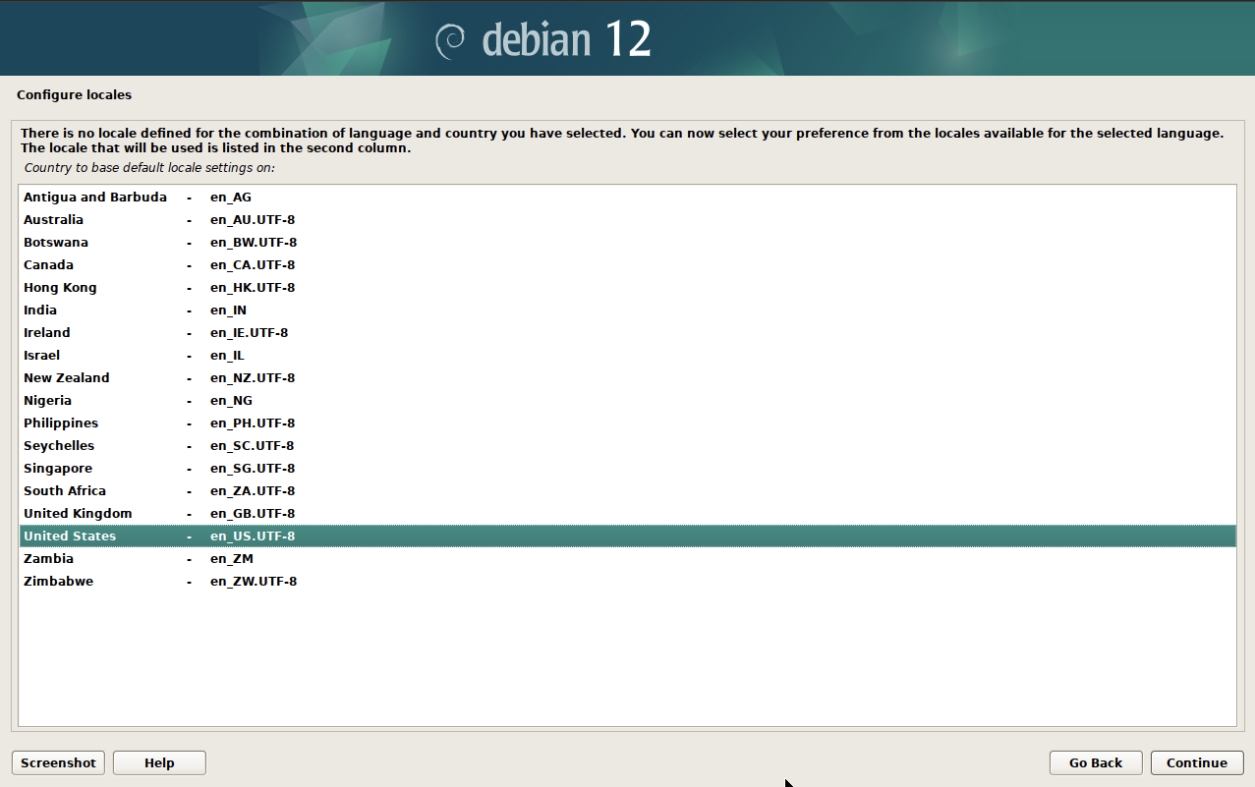 debian 12
Configure locales
There is no locale defined for the combination of language and country you have selected. You can now select your preference from the locales available for the selected language.
The locale that will be used is listed in the second column.
Country to base default locale settings on:
Antigua and Barbuda - en_AG
Australia - en_AU.UTF-8
Botswana - en_BW.UTF-8
Canada - en_CA.UTF-8
Hong Kong - en_HK.UTF-8
India - en_IN
Ireland - en_IE.UTF-8
Israel - en_IL
New Zealand - en_NZ.UTF-8
Nigeria - en_NG
Philippines - en_PH.UTF-8
Seychelles - en_SC.UTF-8
Singapore - en_SG.UTF-8
South Africa - en_ZA.UTF-8
United Kingdom - en_GB.UTF-8
United States - en_US.UTF-8
Zambia - en_ZM
Zimbabwe - en_ZW.UTF-8
Screenshot Help Go Back Continue